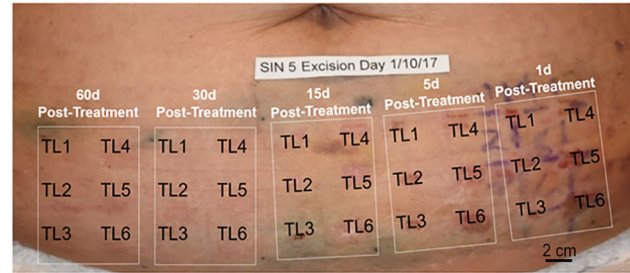 SIN 5 Excision Day 1/10/17
60d
Post-Treatment
30d
Post-Treatment
15d
Post-Treatment
5d
Post-Treatment
1d
Post-Treatment
TL1 TL4
TL2 TL5
TL3 TL6
TL1 TL4
TL2 TL5
TL3 TL6
TL1 TL4
TL2 TL5
TL3 TL6
TL1 TL4
TL2 TL5
TL3 TL6
TL1 TL4
TL2 TL5
TL3 TL6
2 cm